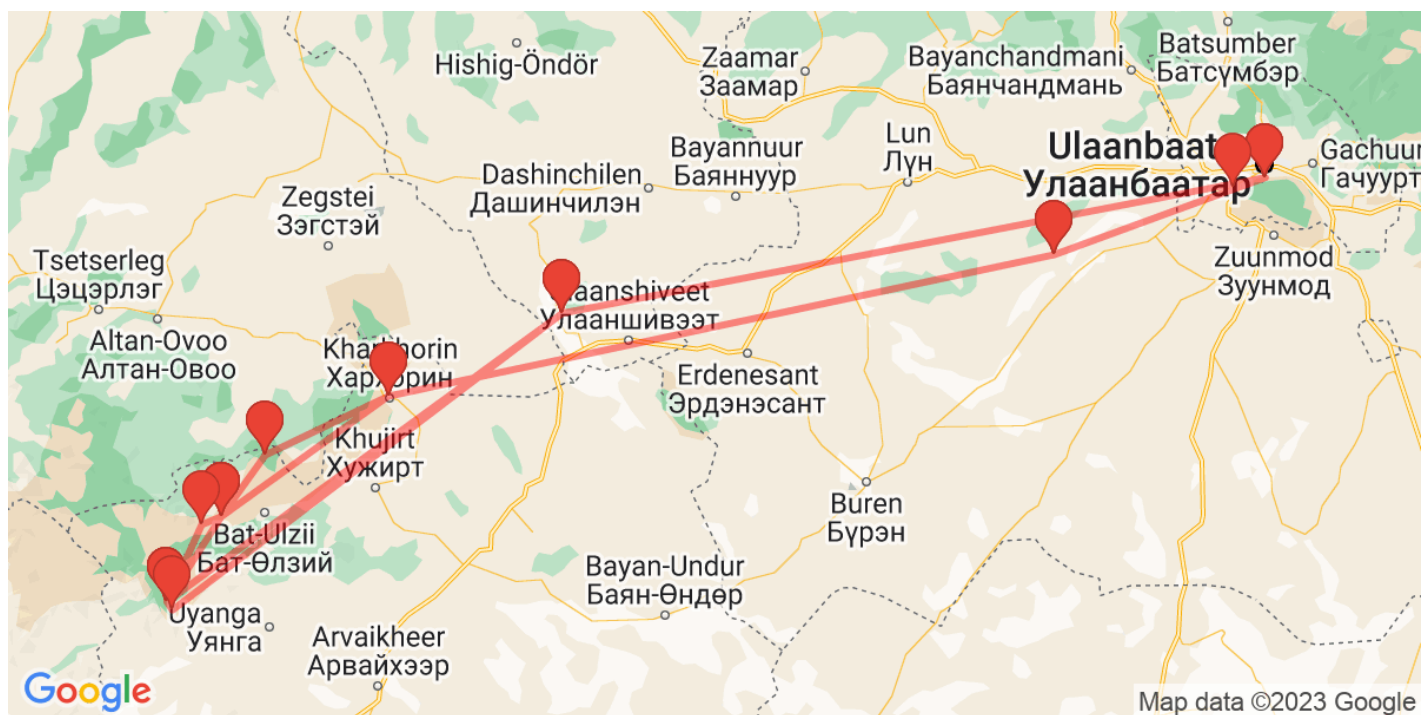 Hishig-Öndör
Zaamar
Заамар
Bayanchandmani
Баянчандмань
Batsumber
Батсүмбэр
Zegstei
Зэгстэй
Dashinchilen
Дашинчилэн
Bayannuur
Баяннуур
Lun
Лүн
Улаанбаатар
Gachuur
Гачуурт
Tsetserleg
Цэцэрлэг
Zuunmod
Зуунмод
Altan-Ovoo
Алтан-Овоо
Улааншивээт
Erdenesant
Эрдэнэсант
Khujirt
Хужирт
Buren
Бүрэн
Bat-Ulzii
Бат-Өлзий
Bayan-Undur
Баян-Өндөр
Uyanga
Уянга
Arvaikheer
Арвайхээр
Google
Map data ©2023 Google